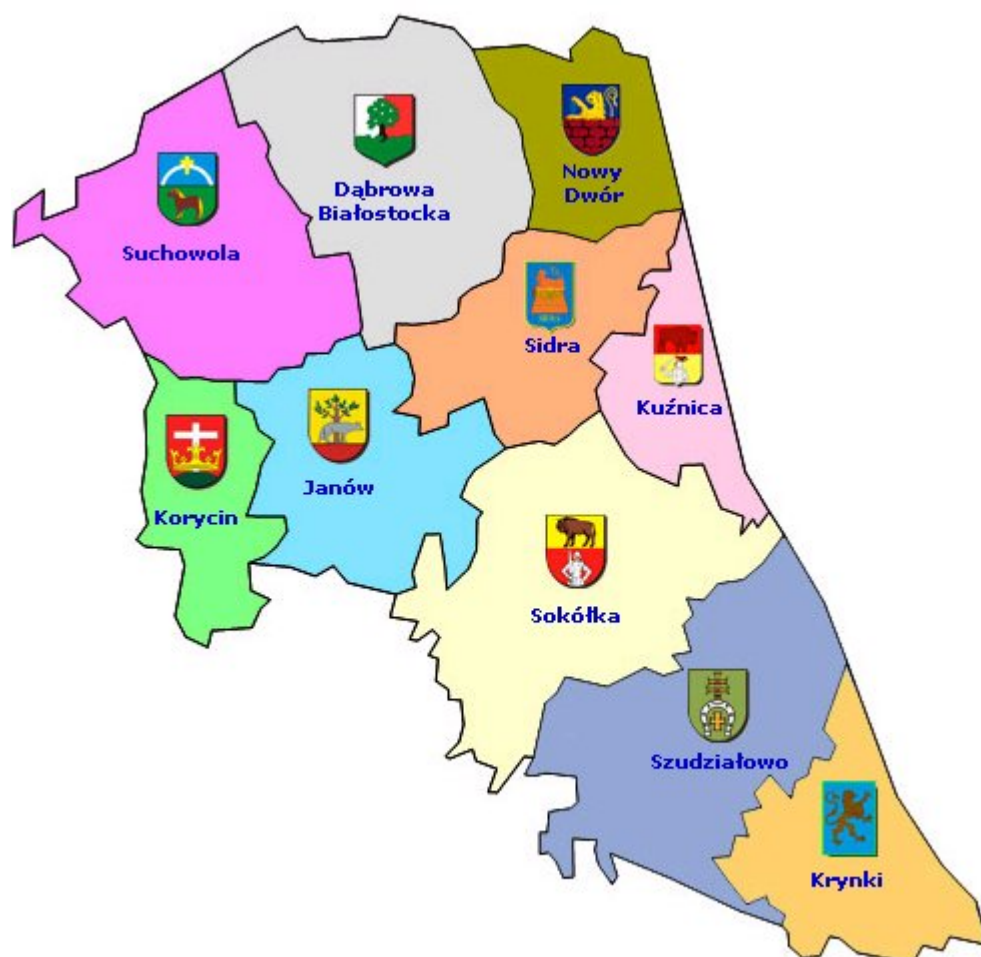 Nowy
Dwór
Dąbrowa
Białostocka
Suchowola
Sidra
Kuźnica
Janów
Korycin
Sokółka
Szudziałowo
Krynki